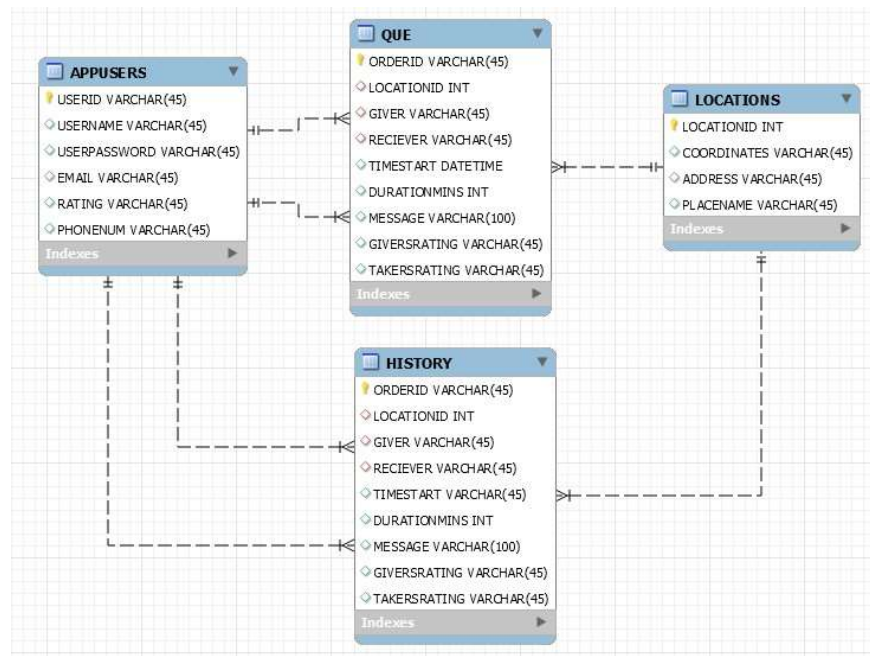 APPUSERS
USERID VARCHAR(45)
USERNAME VARCHAR(45)
USERPASSWORD VARCHAR(45)
EMAIL VARCHAR(45)
RATING VARCHAR(45)
PHONENUM VARCHAR(45)
Indexes
QUE
ORDERID VARCHAR(45)
LOCATIONID INT
GIVER VARCHAR(45)
RECIEVER VARCHAR(45)
TIMESTART DATETIME
DURATIONMINS INT
MESSAGE VARCHAR(100)
GIVERSRATING VARCHAR(45)
TAKERSRATING VARCHAR(45)
Indexes
LOCATIONS
LOCATIONID INT
COORDINATES VARCHAR(45)
ADDRESS VARCHAR(45)
PLACENAME VARCHAR(45)
Indexes
HISTORY
ORDERID VARCHAR(45)
LOCATIONID INT
GIVER VARCHAR(45)
RECIEVER VARCHAR(45)
TIMESTART VARCHAR(45)
DURATIONMINS INT
MESSAGE VARCHAR(100)
GIVERSRATING VARCHAR(45)
TAKERSRATING VARCHAR(45)
Indexes